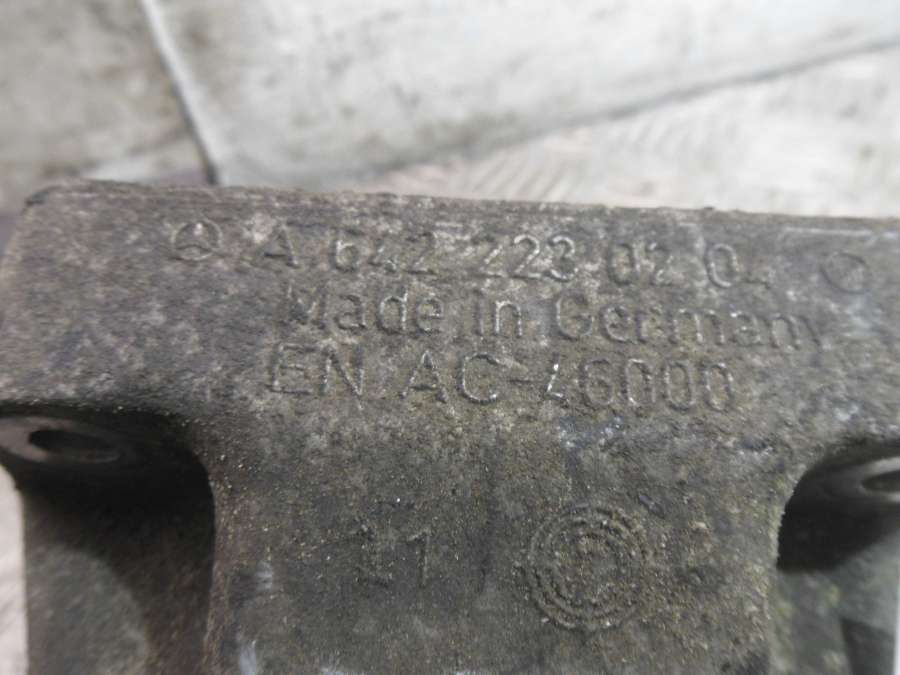 A 642 223 02 04
Made in Germany
EN AC-46000
11